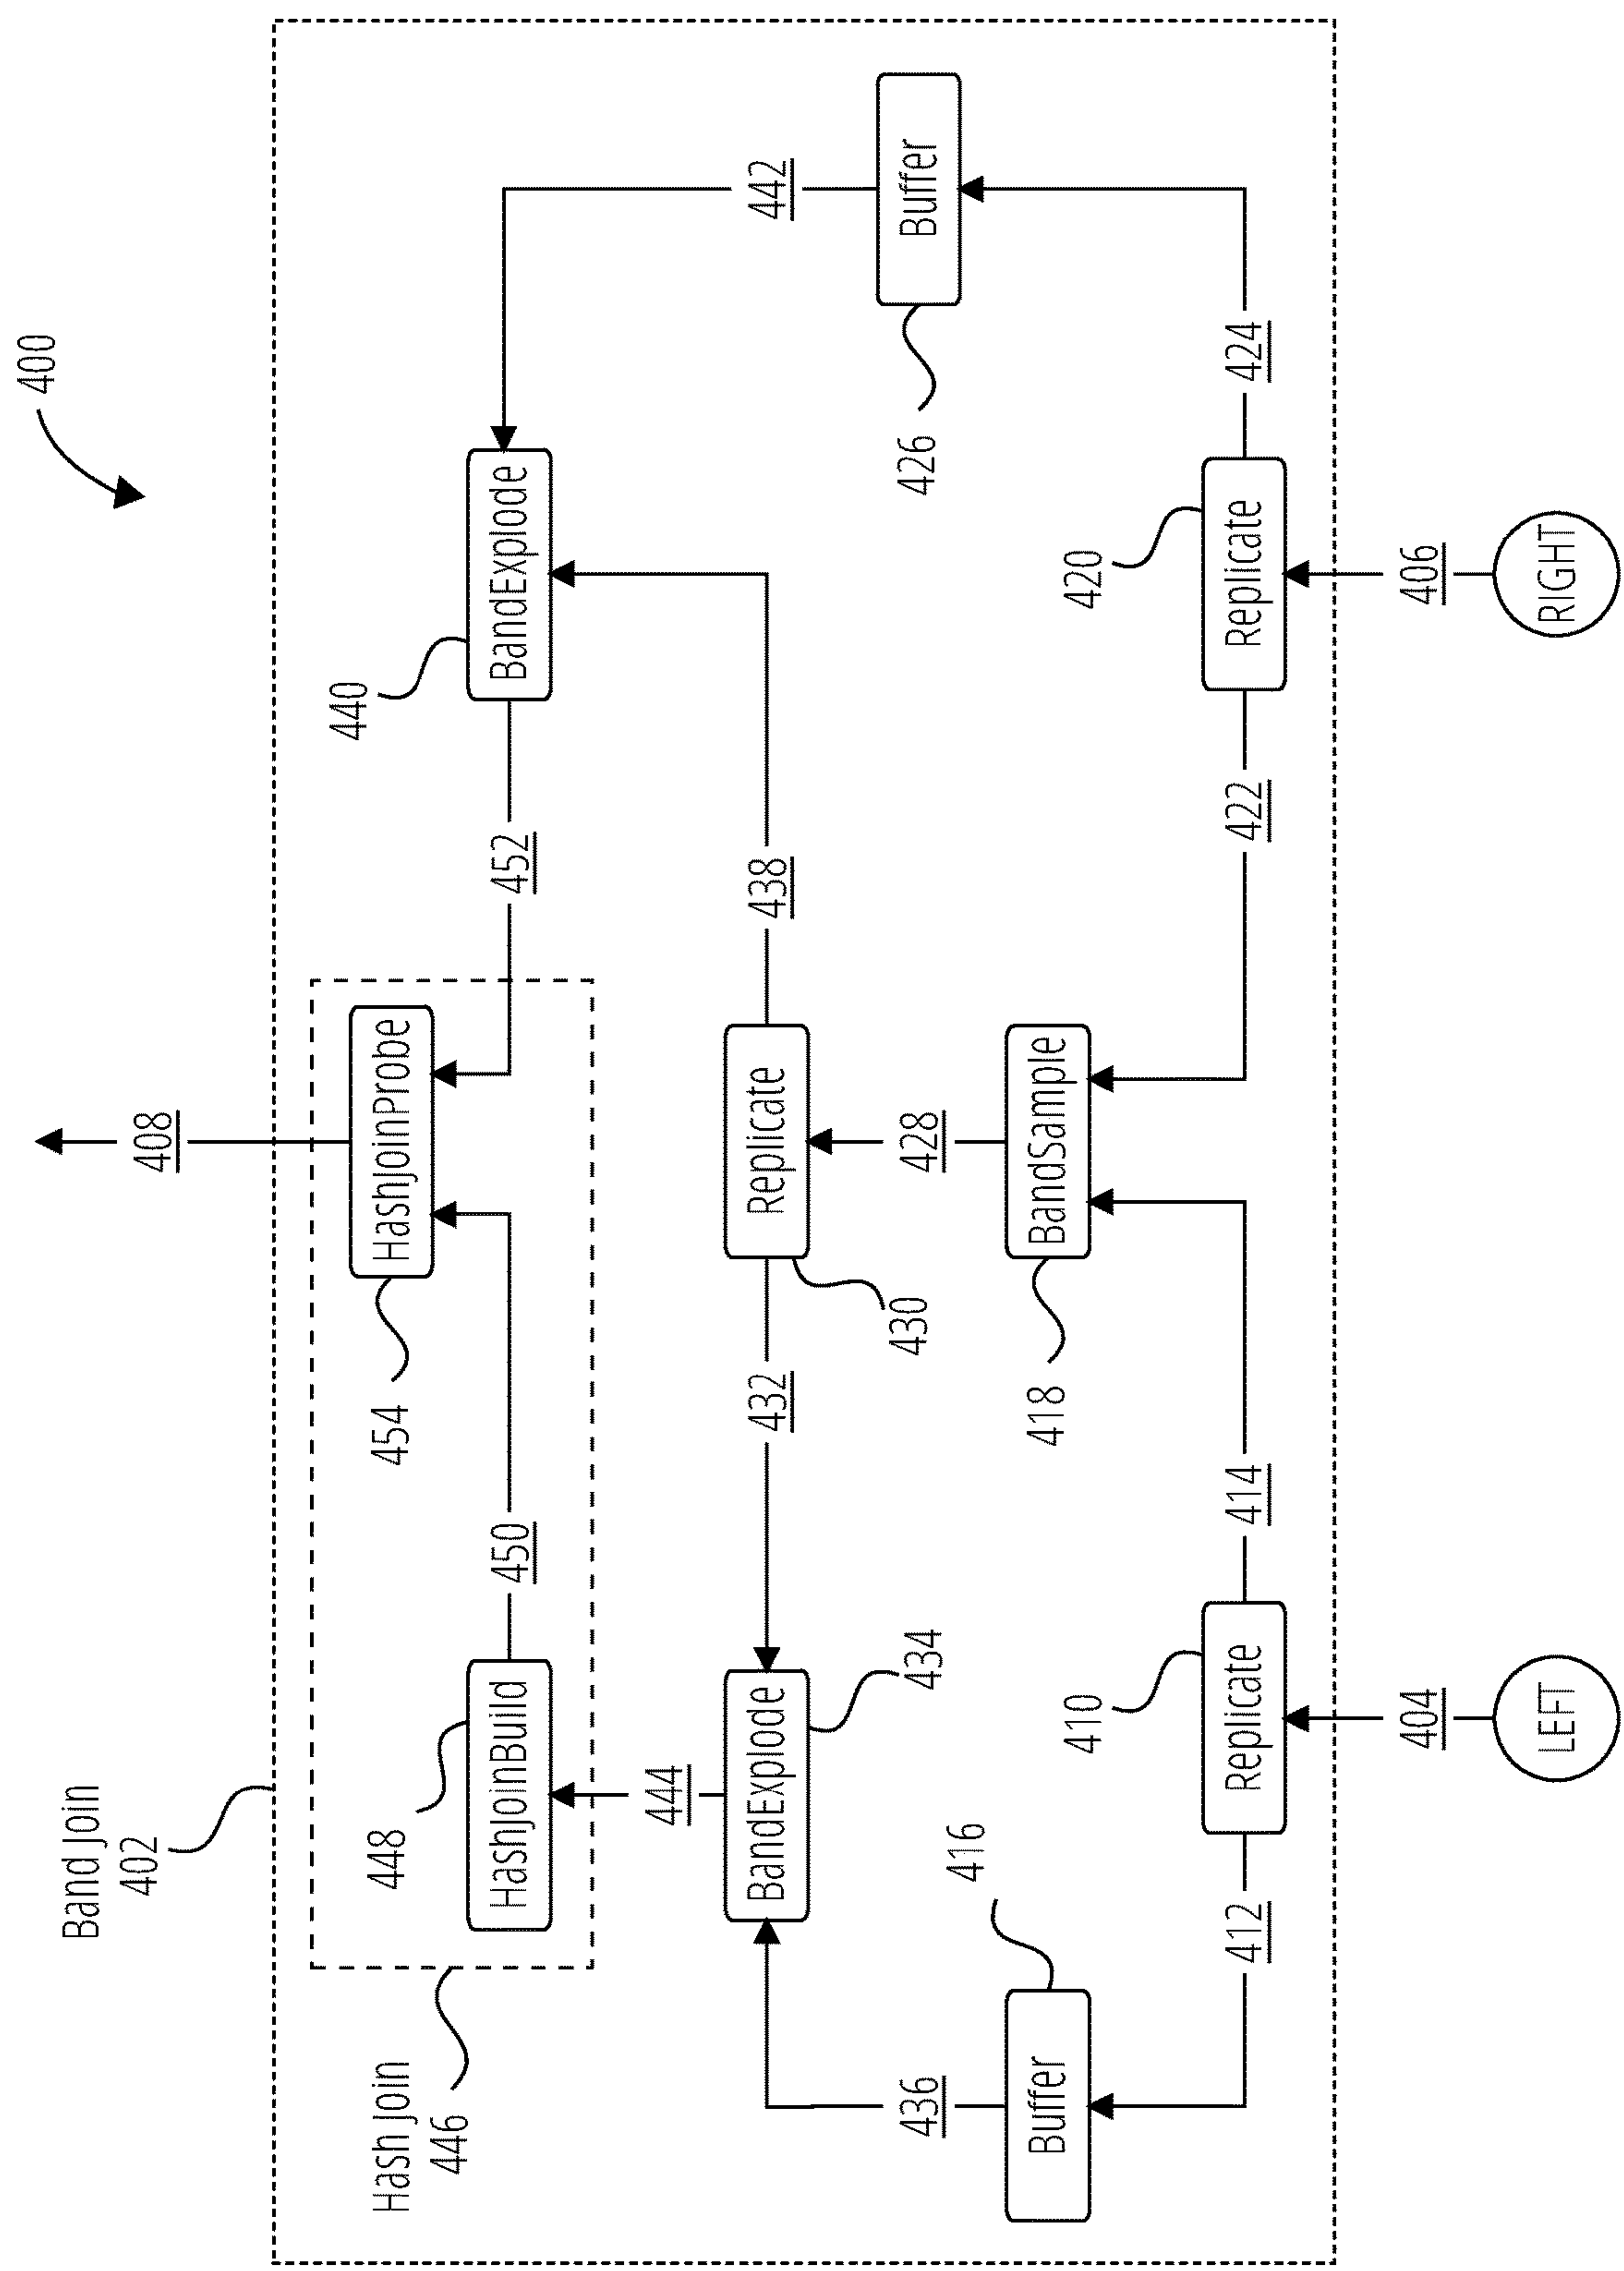 400
Band Join
402
408
Hash Join
446
448
HashJoinBuild
450
454
HashJoinProbe
452
440
BandExplode
444
BandExplode
434
432
Replicate
430
438
442
436
Buffer
416
428
BandSample
418
Buffer
426
412
410
Replicate
414
422
420
Replicate
424
404
406
LEFT
RIGHT